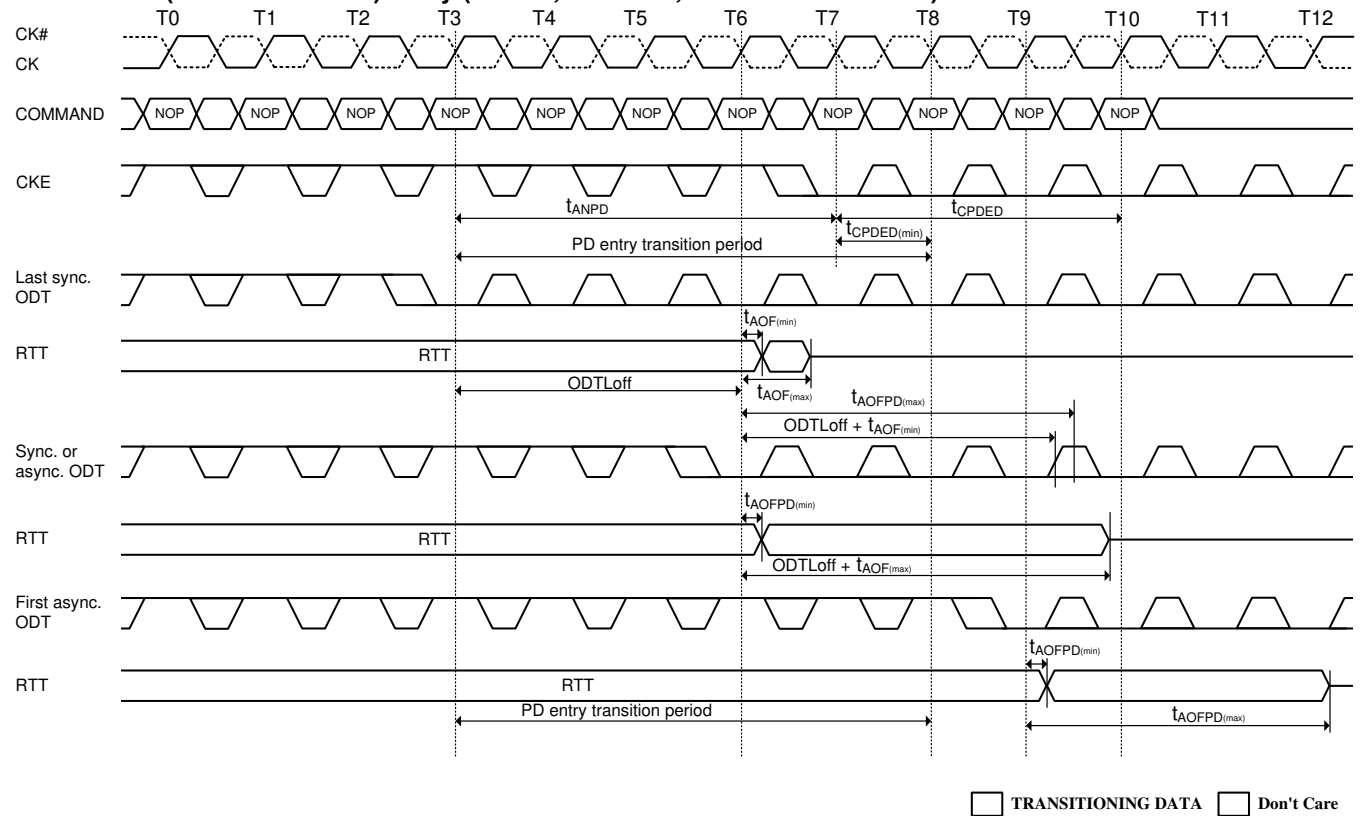 T0 T1 T2 T3 T4 T5 T6 T7 T8 T9 T10 T11 T12
CK#
CK
COMMAND NOP NOP NOP NOP NOP NOP NOP NOP NOP NOP NOP
CKE
tANPD tCPDED
tCPDED(min)
PD entry transition period
Last sync.
ODT
tAOF(min)
RTT RTT
ODTLoff
tAOF(max)
tAOFPD(max)
ODTLoff + tAOF(min)
Sync. or
async. ODT
tAOFPD(min)
RTT RTT
ODTLoff + tAOF(max)
First async.
ODT
tAOFPD(min)
RTT RTT
PD entry transition period
tAOFPD(max)
TRANSITIONING DATA Don't Care